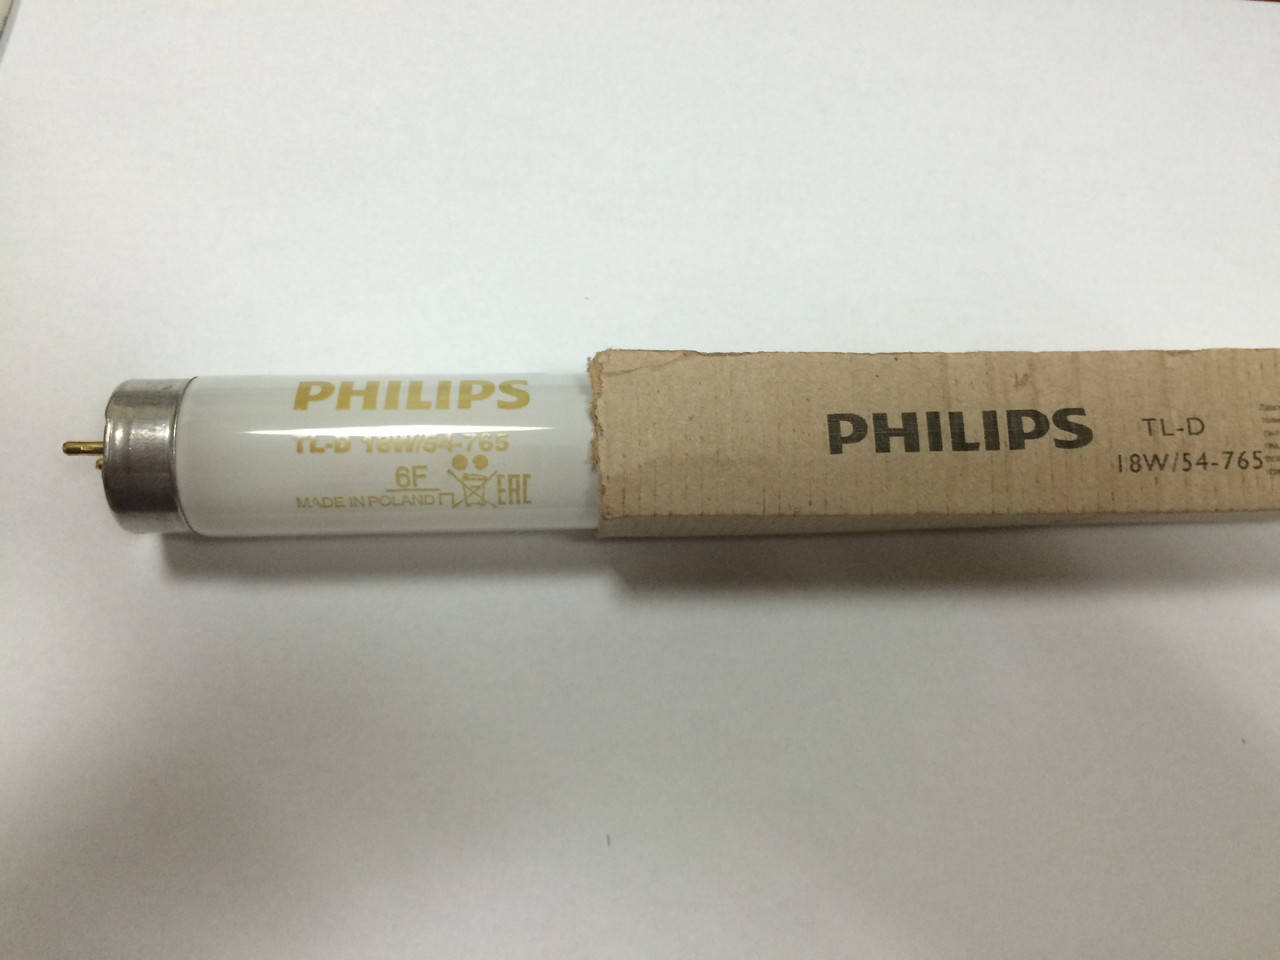 PHILIPS
TL-D 18W/54-765
6F
MADE IN POLAND EAC
PHILIPS
TL-D
18W/54-765